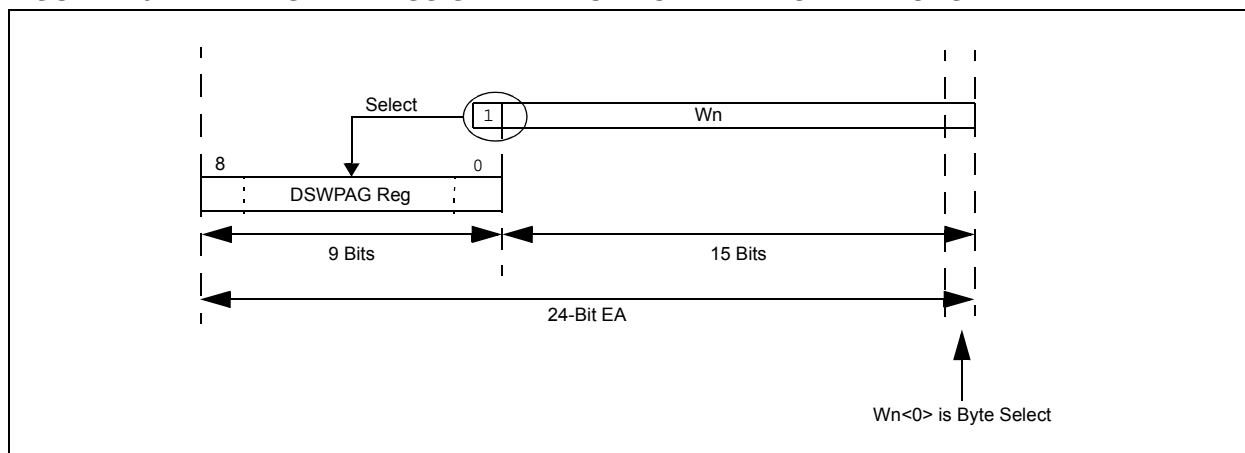 Select
1
Wn
8
0
DSWPAG Reg
9 Bits
15 Bits
24-Bit EA
Wn<0> is Byte Select